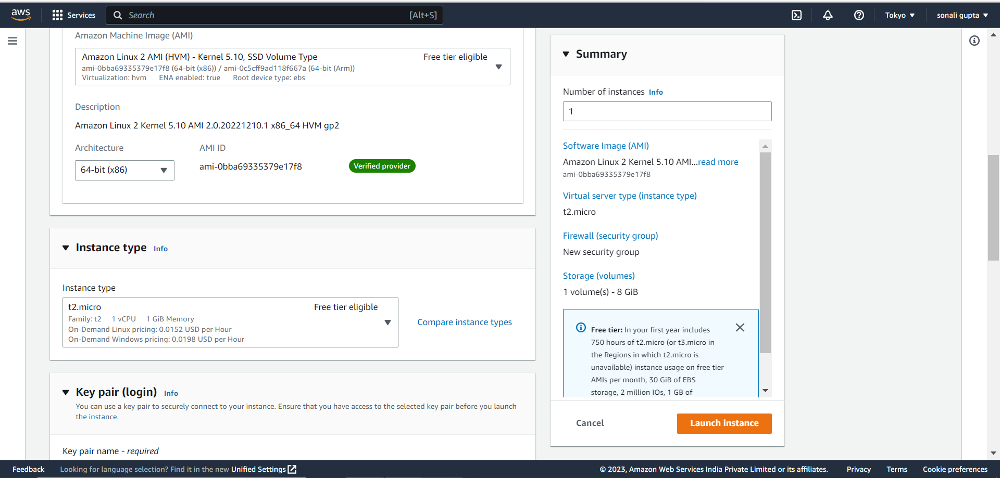 aws
Services
Search
[Alt+S]
Tokyo ▼
sonali gupta ▼
Amazon Machine Image (AMI)
Amazon Linux 2 AMI (HVM) - Kernel 5.10, SSD Volume Type
Free tier eligible
ami-0bba69335379e17f8 (64-bit (x86)) / ami-0c5cff9ad118f667a (64-bit (Arm))
Virtualization: hvm ENA enabled: true Root device type: ebs
Description
Amazon Linux 2 Kernel 5.10 AMI 2.0.20221210.1 x86_64 HVM gp2
Architecture
AMI ID
64-bit (x86)
ami-0bba69335379e17f8
Verified provider
Instance type Info
Instance type
t2.micro
Free tier eligible
Family: t2 1 vCPU 1 GiB Memory
On-Demand Linux pricing: 0.0152 USD per Hour
On-Demand Windows pricing: 0.0198 USD per Hour
Compare instance types
Key pair (login) Info
You can use a key pair to securely connect to your instance. Ensure that you have access to the selected key pair before you launch
the instance.
Key pair name - required
Summary
Number of instances Info
1
Software Image (AMI)
Amazon Linux 2 Kernel 5.10 AMI...read more
ami-0bba69335379e17f8
Virtual server type (instance type)
t2.micro
Firewall (security group)
New security group
Storage (volumes)
1 volume(s) - 8 GiB
Free tier: In your first year includes
750 hours of t2.micro (or t3.micro in
the Regions in which t2.micro is
unavailable) instance usage on free tier
AMIs per month, 30 GiB of EBS
storage, 2 million IOs, 1 GB of
Cancel
Launch instance
Feedback
Looking for language selection? Find it in the new Unified Settings
© 2023, Amazon Web Services India Private Limited or its affiliates.
Privacy
Terms
Cookie preferences